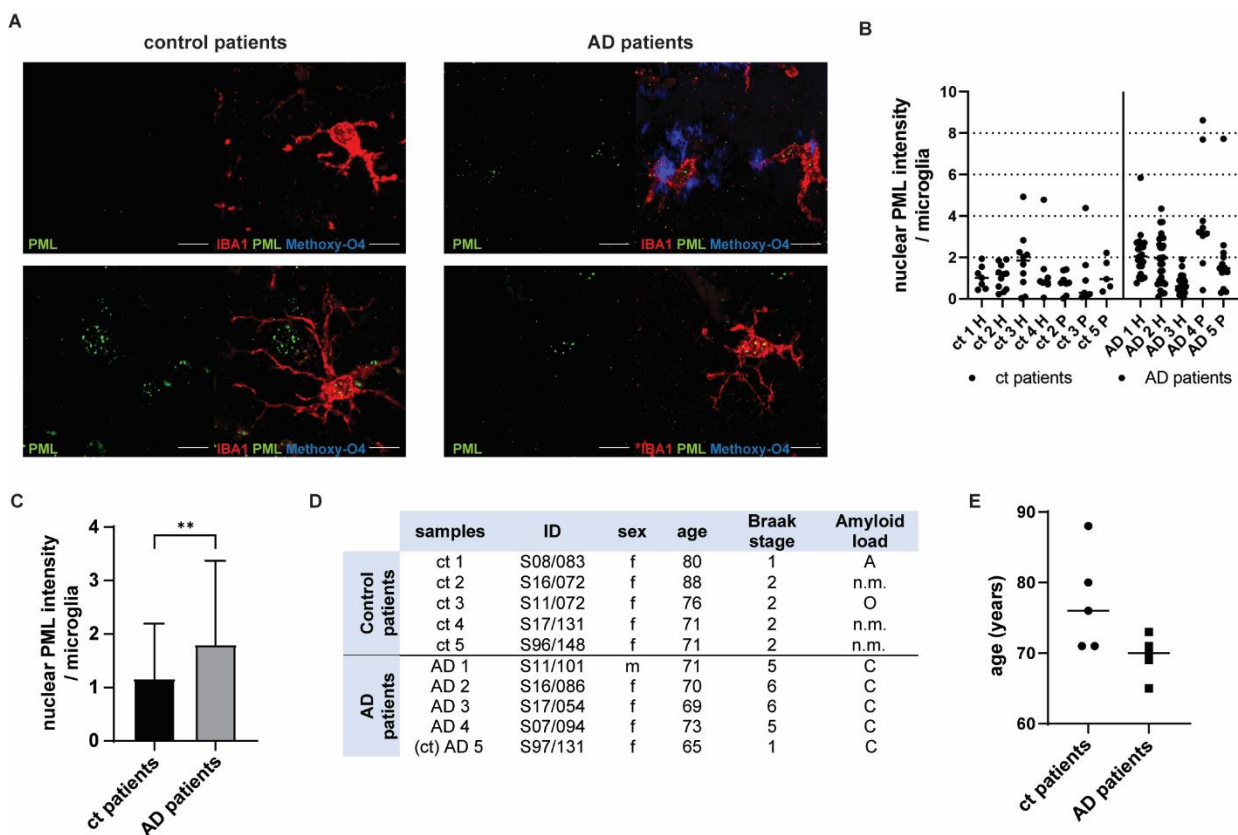 A
control patients
AD patients
PML
IBA1 PML Methoxy-O4
PML
IBA1 PML Methoxy-O4
PML
IBA1 PML Methoxy-O4
PML
IBA1 PML Methoxy-O4
B
nuclear PML intensity
/ microglia
10
8
6
4
2
0
ct 1 H
ct 2 H
ct 3 H
ct 4 H
ct 2 P
ct 3 P
ct 5 P
AD 1 H
AD 2 H
AD 3 H
AD 4 P
AD 5 P
ct patients
AD patients
C
nuclear PML intensity
/ microglia
4
3
2
1
0
**
ct patients
AD patients
D
samples ID sex age Braak stage Amyloid load
Control patients
ct 1 S08/083 f 80 1 A
ct 2 S16/072 f 88 2 n.m.
ct 3 S11/072 f 76 2 O
ct 4 S17/131 f 71 2 n.m.
ct 5 S96/148 f 71 2 n.m.
AD patients
AD 1 S11/101 m 71 5 C
AD 2 S16/086 f 70 6 C
AD 3 S17/054 f 69 6 C
AD 4 S07/094 f 73 5 C
(ct) AD 5 S97/131 f 65 1 C
E
age (years)
90
80
70
60
ct patients
AD patients